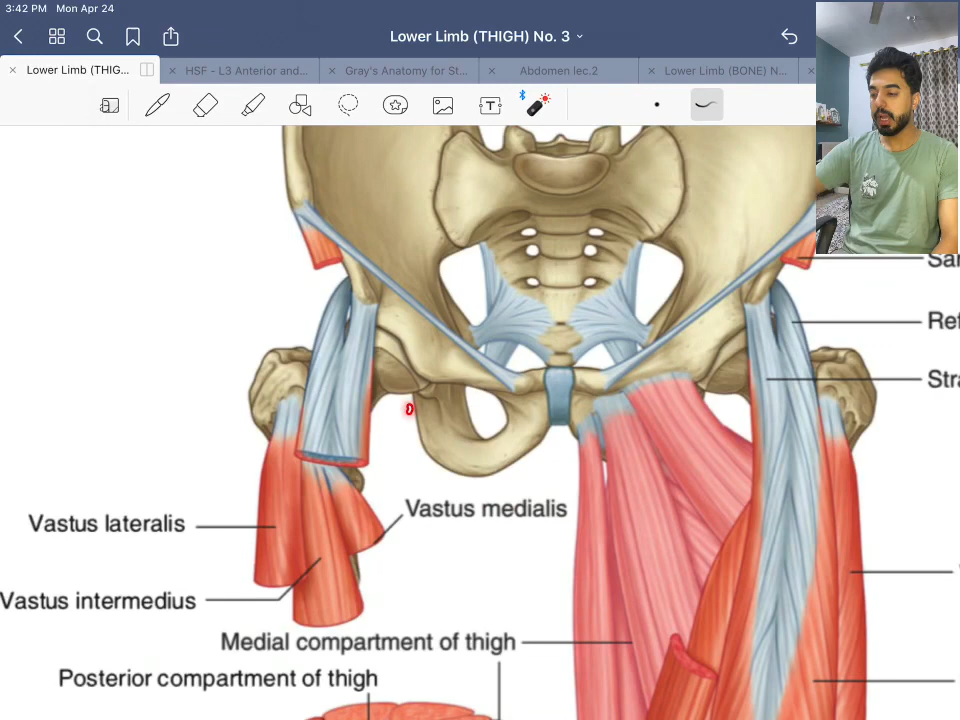 3:42 PM Mon Apr 24
Lower Limb (THIGH) No. 3
Lower Limb (THIG...
HSF - L3 Anterior and...
Gray's Anatomy for St...
Abdomen lec.2
Lower Limb (BONE) N...
T
Sar
Ref
Stra
Vastus lateralis
Vastus medialis
Vastus intermedius
Medial compartment of thigh
Posterior compartment of thigh